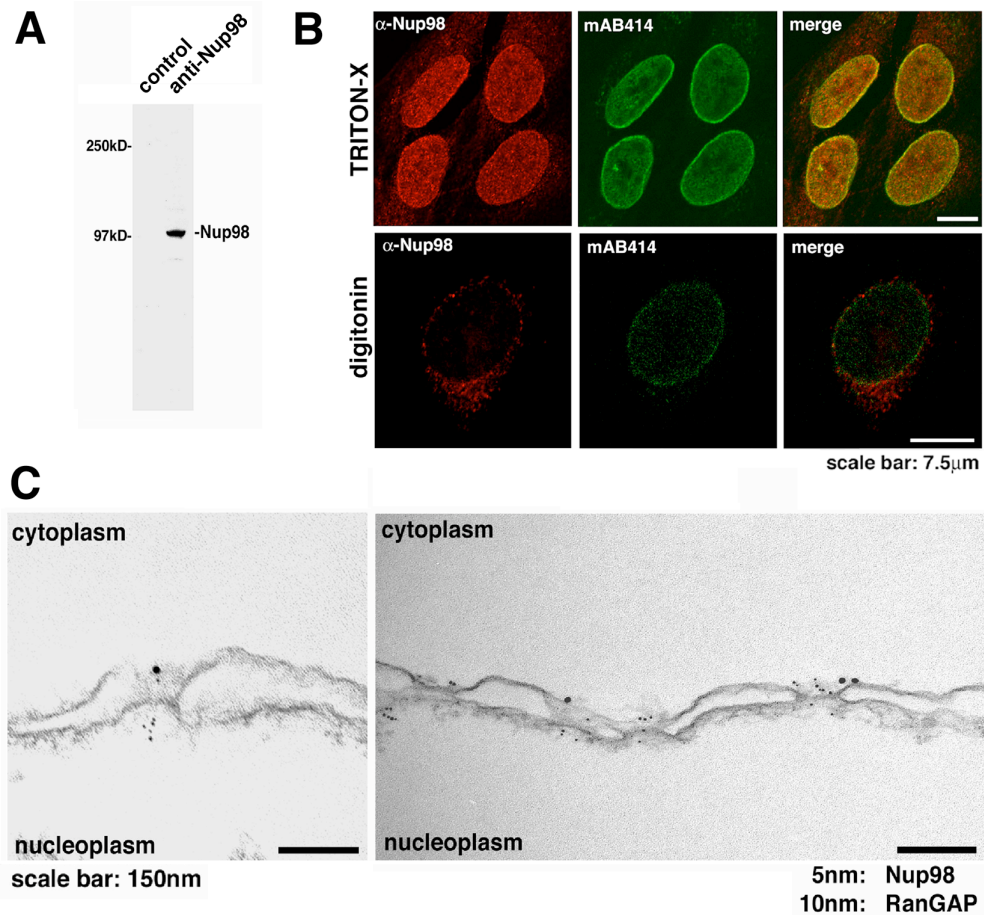 A
control
anti-Nup98
250kD-
97kD-
-Nup98
B
TRITON-X
α-Nup98
mAB414
merge
digitonin
α-Nup98
mAB414
merge
scale bar: 7.5μm
C
cytoplasm
nucleoplasm
scale bar: 150nm
cytoplasm
nucleoplasm
5nm: Nup98
10nm: RanGAP